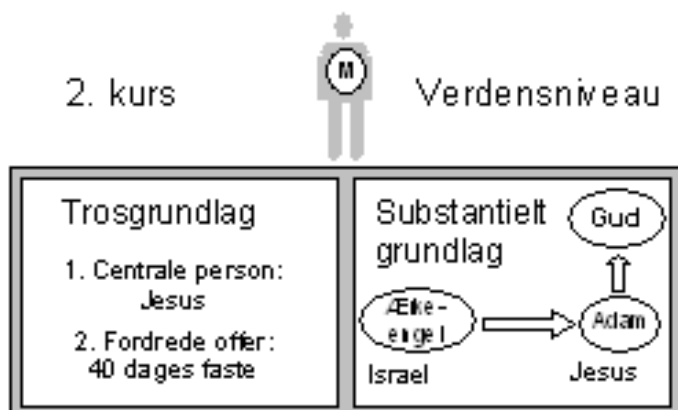 2. kurs
M
Verdensniveau
Trosgrundlag
1. Centrale person:
Jesus
2. Fordrede offer:
40 dages faste
Substantielt
grundlag
Gud
Ærke-
engel
Adam
Israel
Jesus